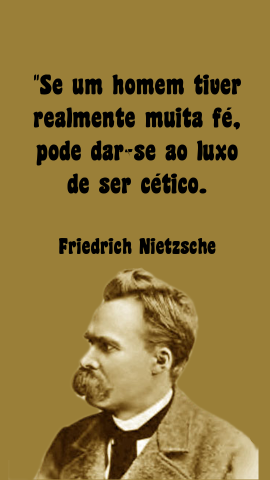 "Se um homem tiver
realmente muita fé,
pode dar-se ao luxo
de ser cético.
Friedrich Nietzsche